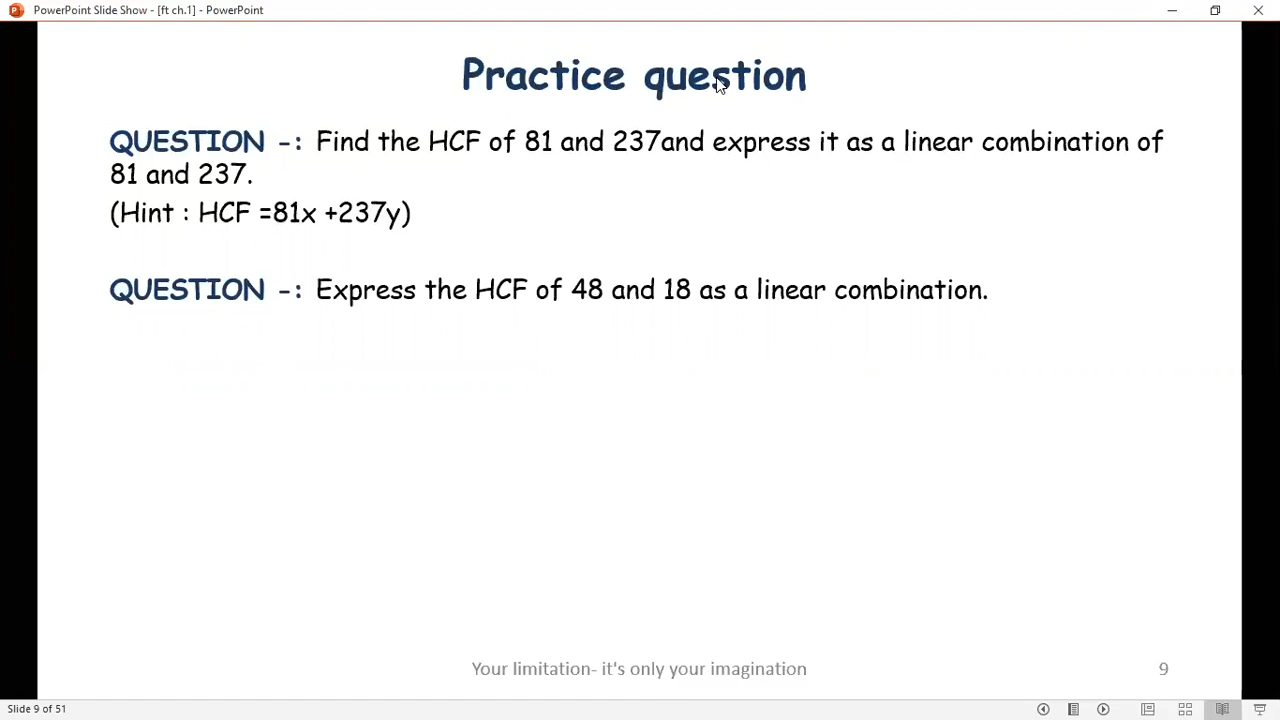 PowerPoint Slide Show - [ft ch.1] - PowerPoint
Practice question
QUESTION -: Find the HCF of 81 and 237and express it as a linear combination of
81 and 237.
(Hint : HCF =81x +237y)
QUESTION -: Express the HCF of 48 and 18 as a linear combination.
Your limitation- it's only your imagination
9
Slide 9 of 51